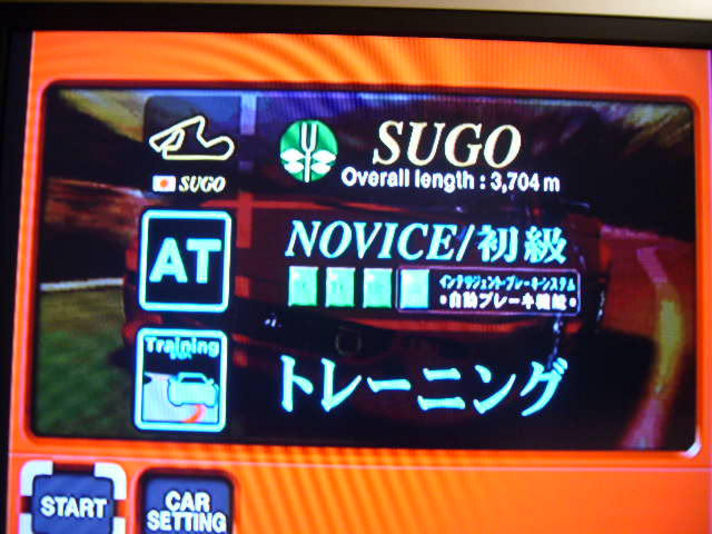 SUGO
Overall length : 3,704 m
SUGO
AT
NOVICE/初級
インテリジェント・ブレーキ・システム
•自動ブレーキ機能•
Training
トレーニング
START
CAR
SETTING